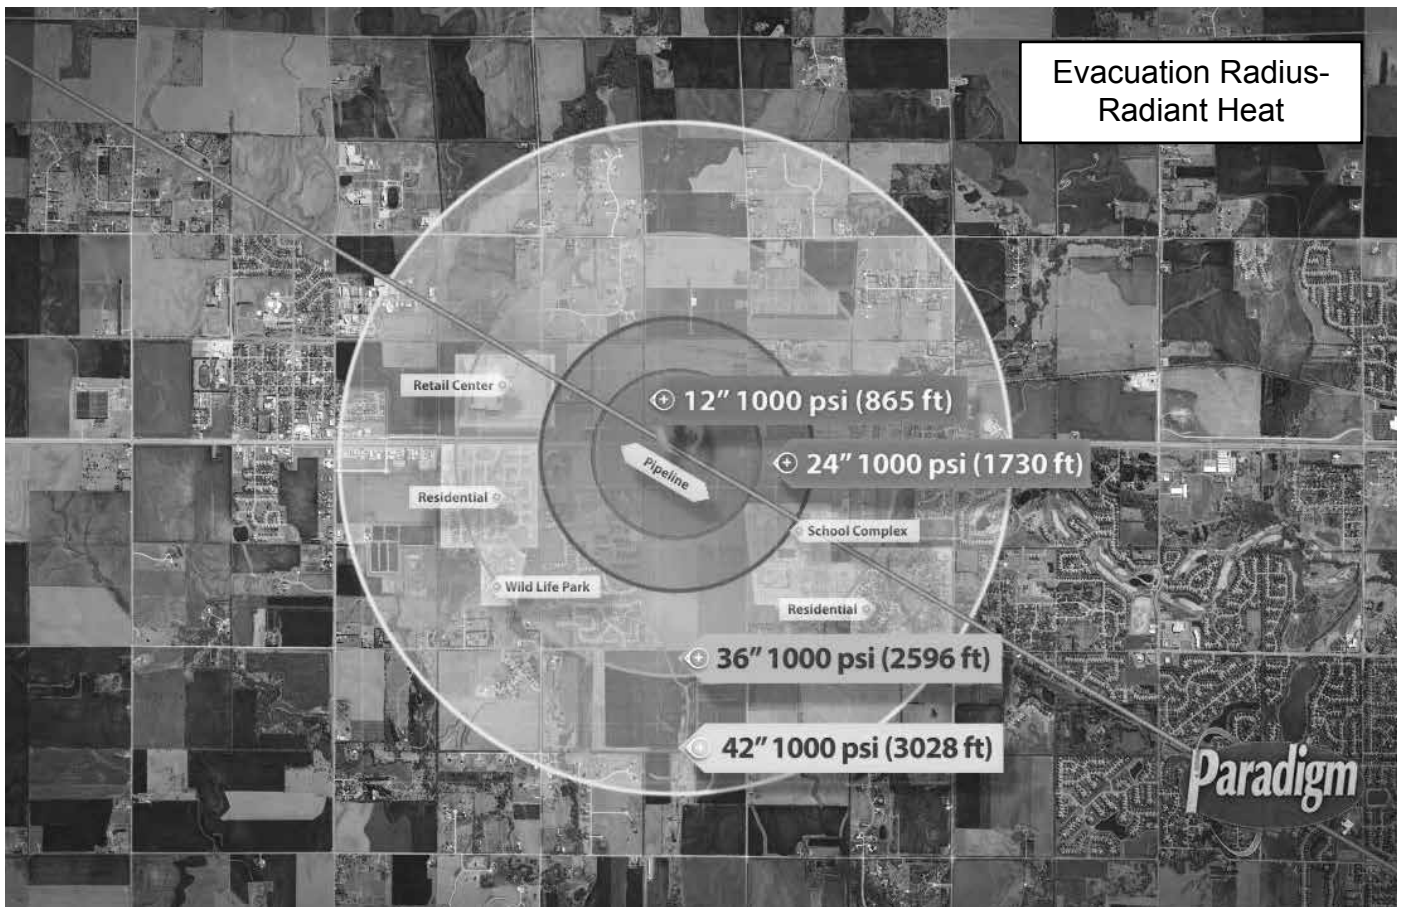 Evacuation Radius-
Radiant Heat
Retail Center
12” 1000 psi (865 ft)
24” 1000 psi (1730 ft)
Pipeline
Residential
School Complex
Wild Life Park
Residential
36” 1000 psi (2596 ft)
42” 1000 psi (3028 ft)
Paradigm